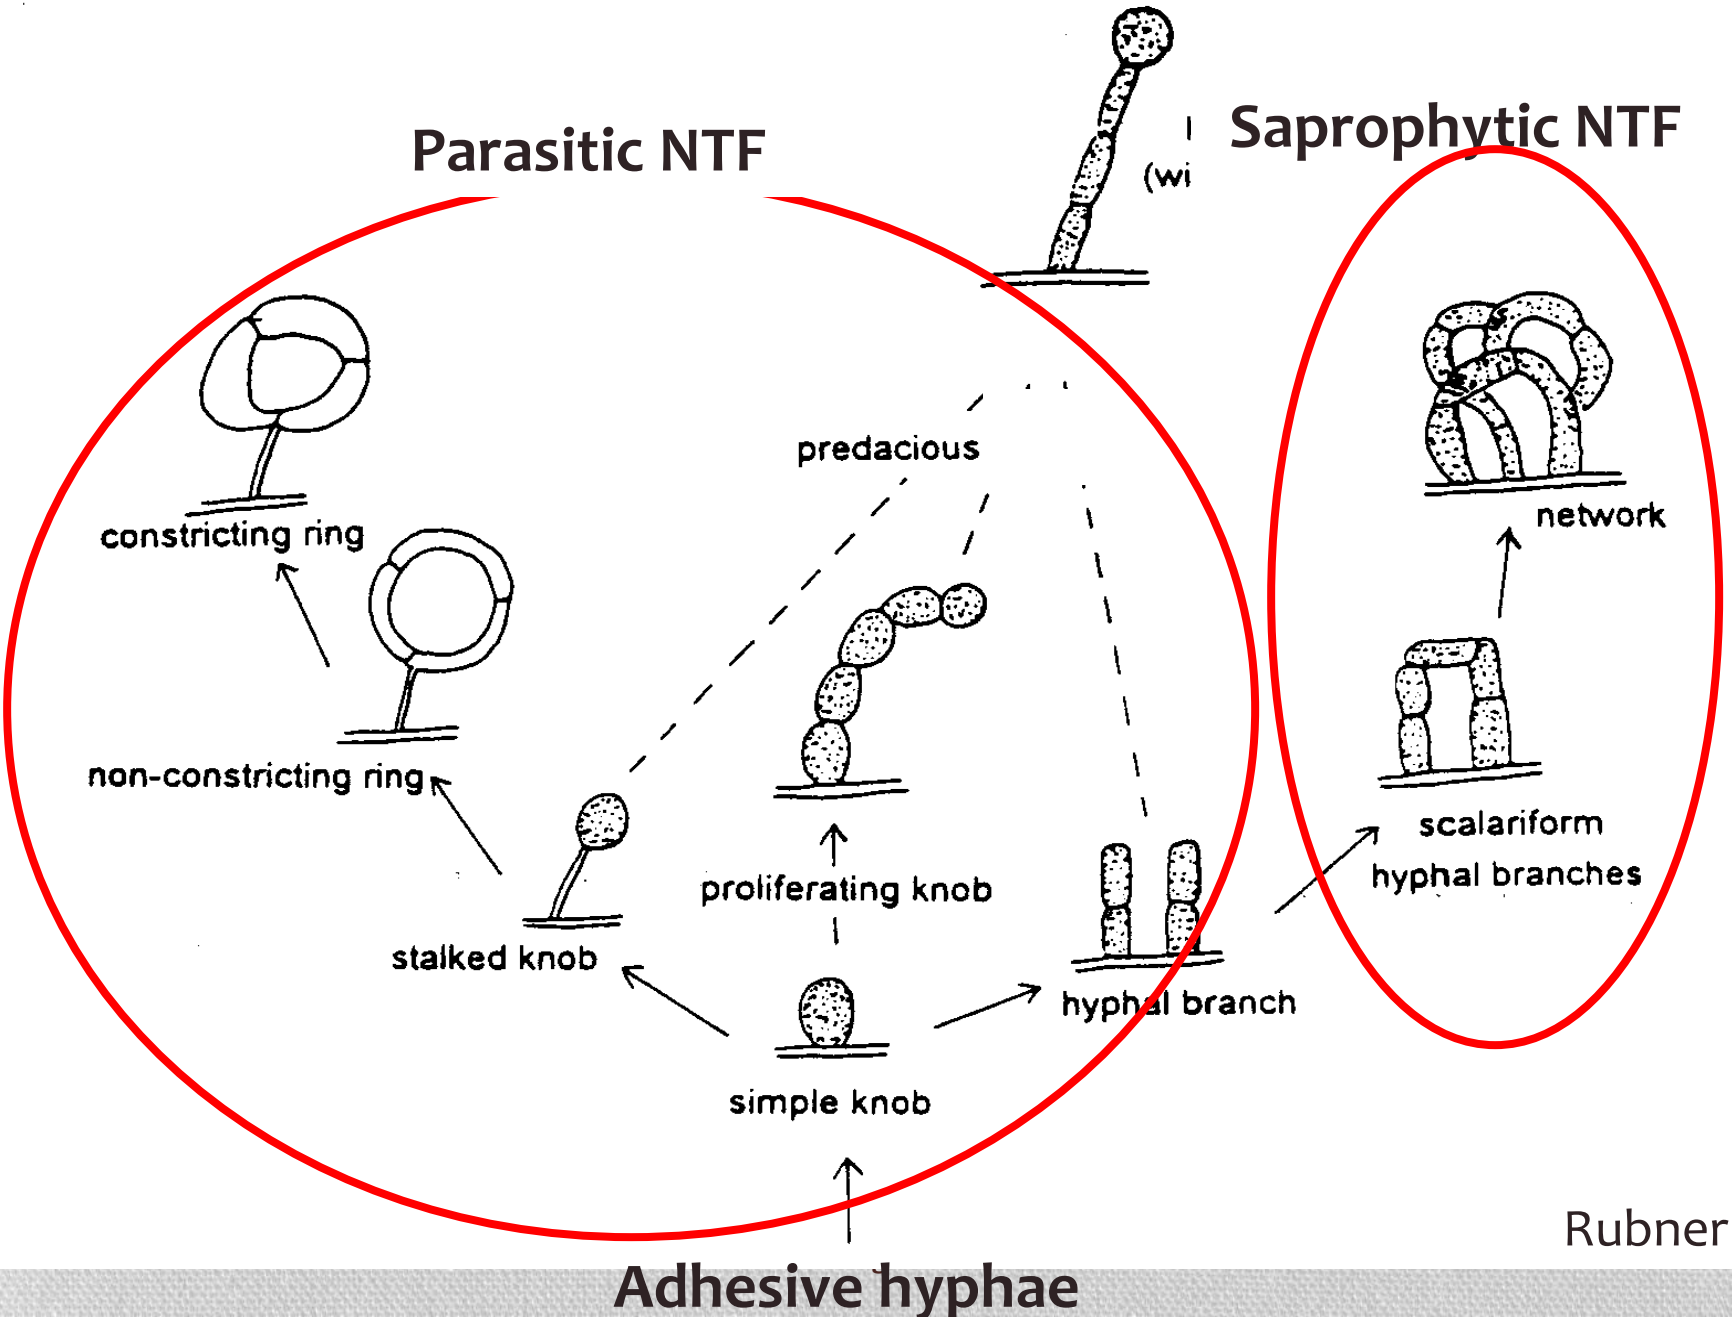 Parasitic NTF
Saprophytic NTF
(wi
predacious
constricting ring
network
non-constricting ring
scalariform
hyphal branches
proliferating knob
stalked knob
hyphal branch
simple knob
Rubner
Adhesive hyphae